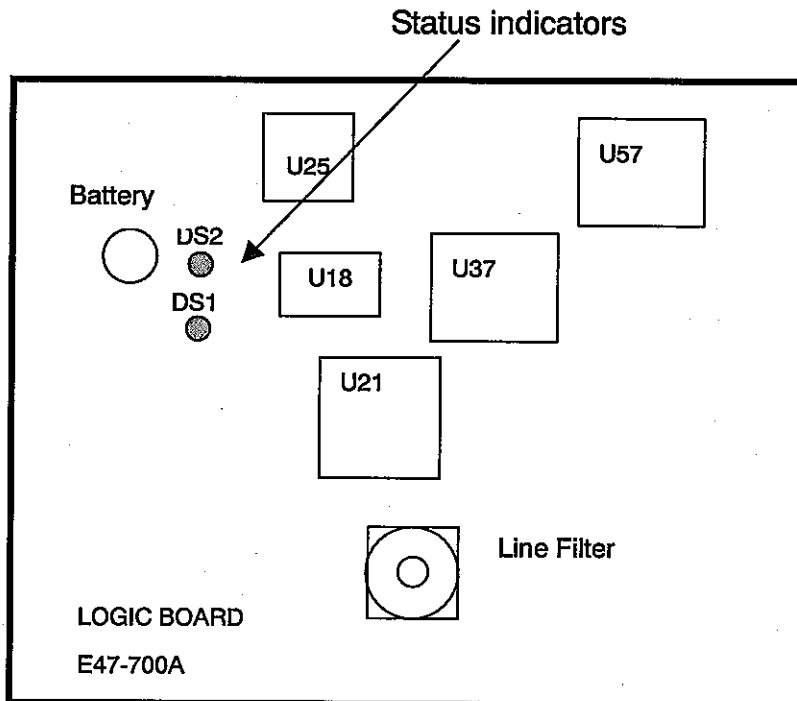 Status indicators
U25
U57
Battery
DS2
U18
U37
DS1
U21
Line Filter
LOGIC BOARD
E47-700A